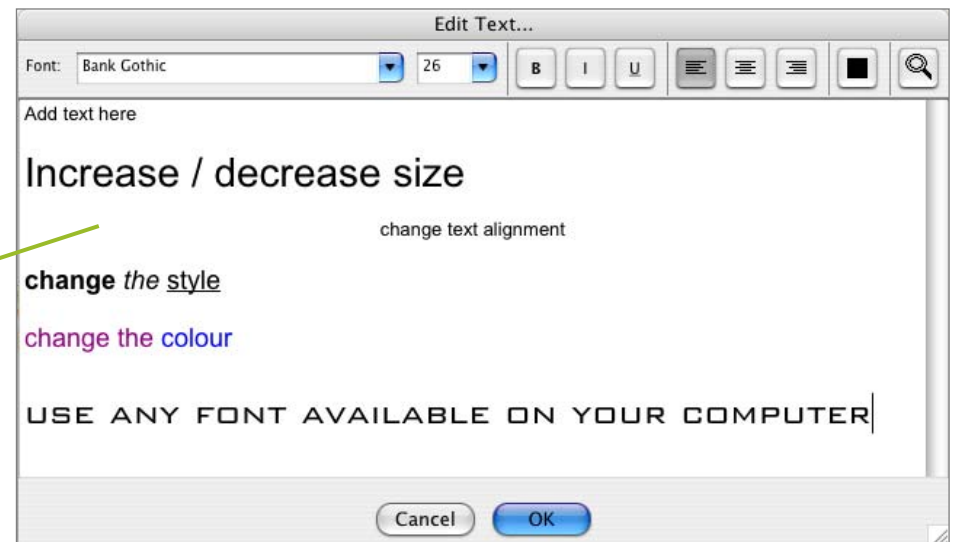 Edit Text...
Font: Bank Gothic 26 B I U
Add text here
Increase / decrease size
change text alignment
change the style
change the colour
USE ANY FONT AVAILABLE ON YOUR COMPUTER
Cancel OK